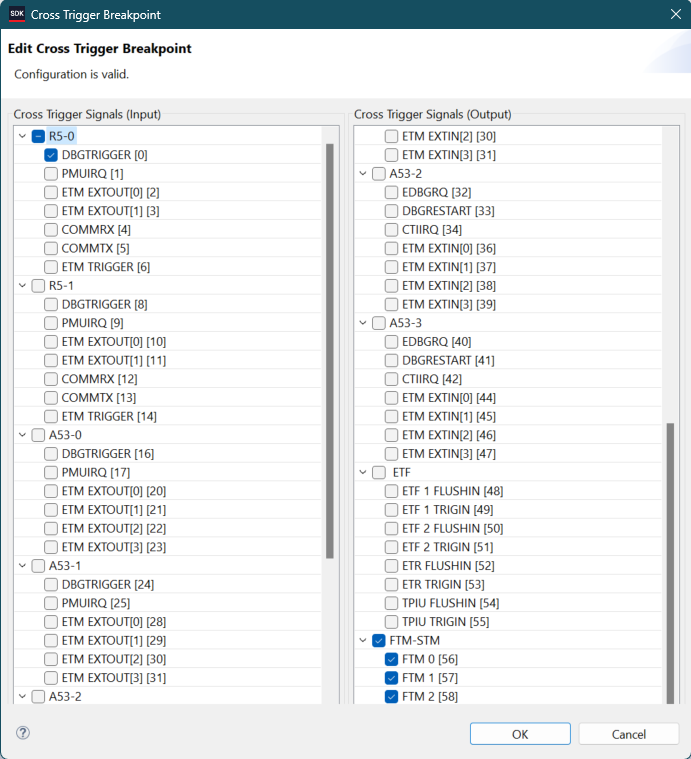 SDK Cross Trigger Breakpoint
Edit Cross Trigger Breakpoint
Configuration is valid.
Cross Trigger Signals (Input)
R5-0
DBGTRIGGER [0]
PMUIRQ [1]
ETM EXTOUT[0] [2]
ETM EXTOUT[1] [3]
COMMRX [4]
COMMTX [5]
ETM TRIGGER [6]
R5-1
DBGTRIGGER [8]
PMUIRQ [9]
ETM EXTOUT[0] [10]
ETM EXTOUT[1] [11]
COMMRX [12]
COMMTX [13]
ETM TRIGGER [14]
A53-0
DBGTRIGGER [16]
PMUIRQ [17]
ETM EXTOUT[0] [20]
ETM EXTOUT[1] [21]
ETM EXTOUT[2] [22]
ETM EXTOUT[3] [23]
A53-1
DBGTRIGGER [24]
PMUIRQ [25]
ETM EXTOUT[0] [28]
ETM EXTOUT[1] [29]
ETM EXTOUT[2] [30]
ETM EXTOUT[3] [31]
A53-2
Cross Trigger Signals (Output)
ETM EXTIN[2] [30]
ETM EXTIN[3] [31]
A53-2
EDBGRQ [32]
DBGRESTART [33]
CTIIRQ [34]
ETM EXTIN[0] [36]
ETM EXTIN[1] [37]
ETM EXTIN[2] [38]
ETM EXTIN[3] [39]
A53-3
EDBGRQ [40]
DBGRESTART [41]
CTIIRQ [42]
ETM EXTIN[0] [44]
ETM EXTIN[1] [45]
ETM EXTIN[2] [46]
ETM EXTIN[3] [47]
ETF
ETF 1 FLUSHIN [48]
ETF 1 TRIGIN [49]
ETF 2 FLUSHIN [50]
ETF 2 TRIGIN [51]
ETR FLUSHIN [52]
ETR TRIGIN [53]
TPIU FLUSHIN [54]
TPIU TRIGIN [55]
FTM-STM
FTM 0 [56]
FTM 1 [57]
FTM 2 [58]
?
OK
Cancel